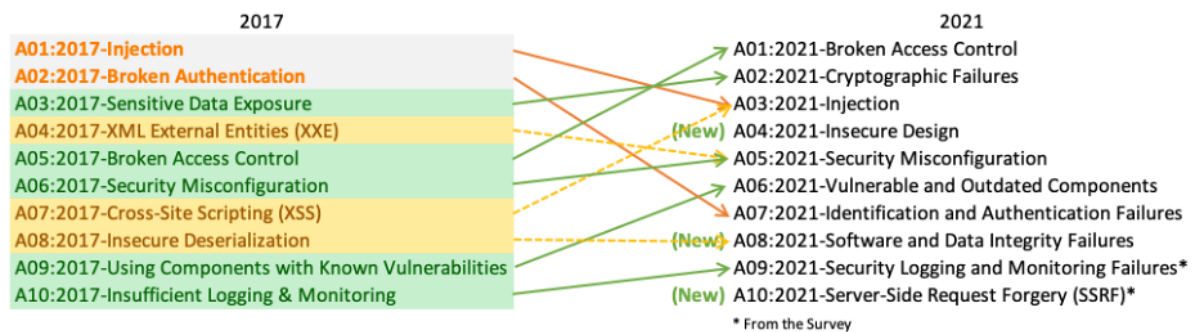 2017
2021
A01:2017-Injection
A02:2017-Broken Authentication
A03:2017-Sensitive Data Exposure
A04:2017-XML External Entities (XXE)
A05:2017-Broken Access Control
A06:2017-Security Misconfiguration
A07:2017-Cross-Site Scripting (XSS)
A08:2017-Insecure Deserialization
A09:2017-Using Components with Known Vulnerabilities
A10:2017-Insufficient Logging & Monitoring
A01:2021-Broken Access Control
A02:2021-Cryptographic Failures
A03:2021-Injection
(New) A04:2021-Insecure Design
A05:2021-Security Misconfiguration
A06:2021-Vulnerable and Outdated Components
A07:2021-Identification and Authentication Failures
(New) A08:2021-Software and Data Integrity Failures
A09:2021-Security Logging and Monitoring Failures*
(New) A10:2021-Server-Side Request Forgery (SSRF)*
* From the Survey